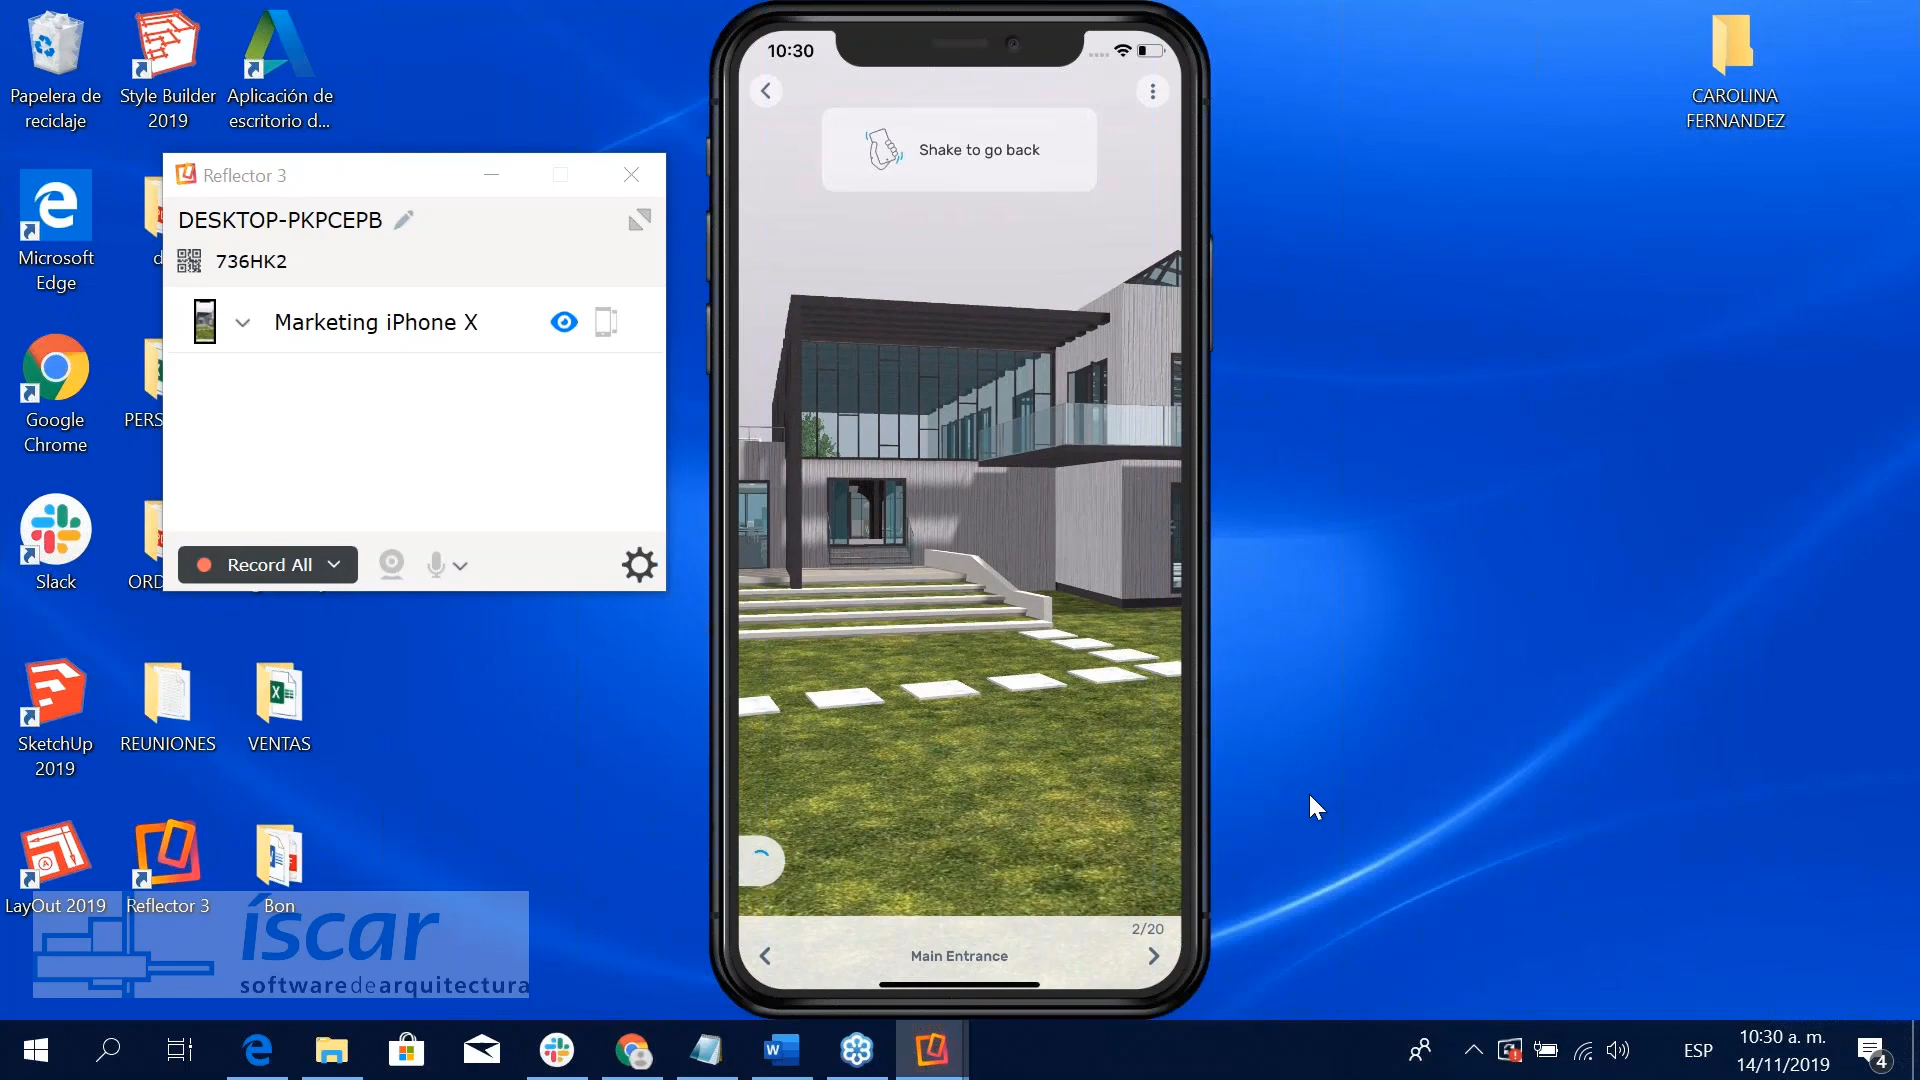 Papelera de
reciclaje
Style Builder
2019
Aplicación de
escritorio d...
CAROLINA
FERNANDEZ
Microsoft
Edge
Google
Chrome
PERS
Slack
ORD
SketchUp
2019
REUNIONES
VENTAS
LayOut 2019
Reflector 3
Bon
Reflector 3
DESKTOP-PKPCEPB
736HK2
Marketing iPhone X
Record All
10:30
Shake to go back
2/20
Main Entrance
íscar
softwaredearquitectura
ESP
10:30 a. m.
14/11/2019
4